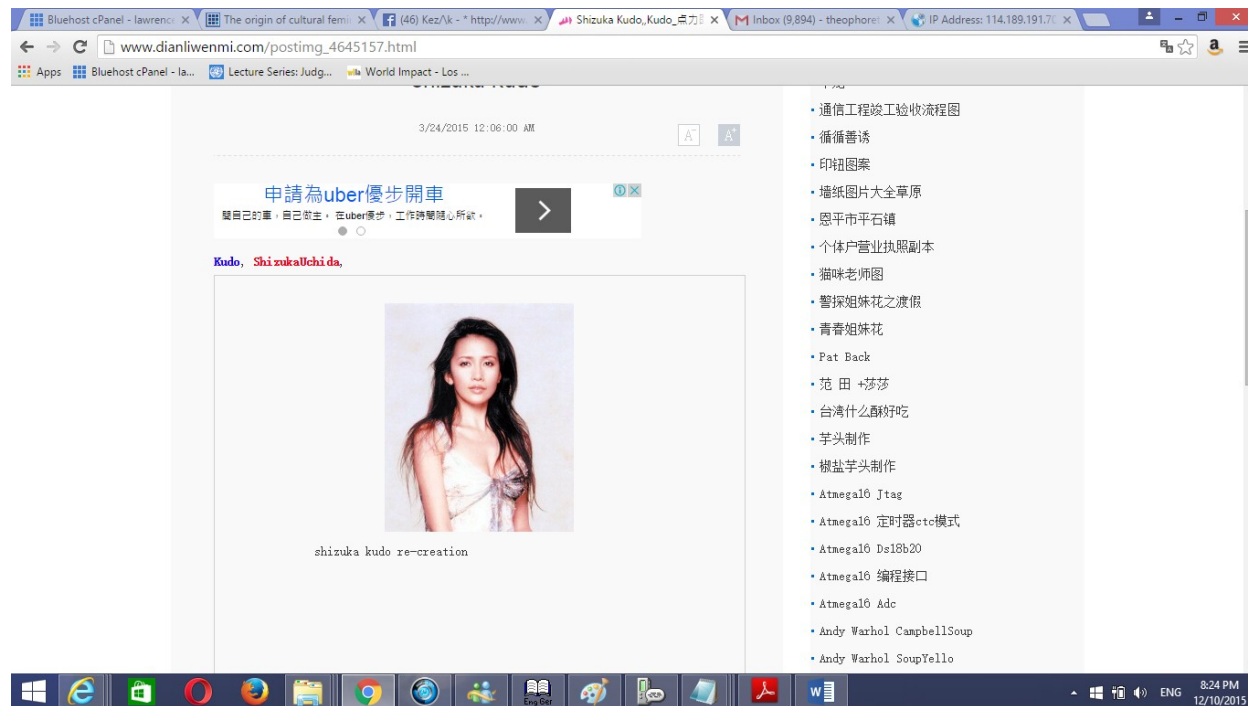 Bluehost cPanel - lawrence
The origin of cultural femin
(46) Kez/\k - * http://www.
Shizuka Kudo,,Kudo_点力
Inbox (9,894) - theophoret
IP Address: 114.189.191.70
www.dianliwenmi.com/postimg_4645157.html
Apps
Bluehost cPanel - la...
Lecture Series: Judg...
World Impact - Los ...
Shizuka Kudo
3/24/2015 12:06:00 AM
A-
A+
申請為uber優步開車
開自己的車，自己做主。在uber優步，工作時間隨心所欲。
Kudo, ShizukaUchida,
shizuka kudo re-creation
通信工程竣工验收流程图
循循善诱
印钮图案
墙纸图片大全草原
恩平市平石镇
个体户营业执照副本
猫咪老师图
警探姐妹花之渡假
青春姐妹花
Pat Back
范 田 +莎莎
台湾什么酥好吃
芋头制作
椒盐芋头制作
Atmega16 Jtag
Atmega16 定时器ctc模式
Atmega16 Ds18b20
Atmega16 编程接口
Atmega16 Adc
Andy Warhol CampbellSoup
Andy Warhol SoupYello
Eng Ger
ENG
8:24 PM
12/10/2015